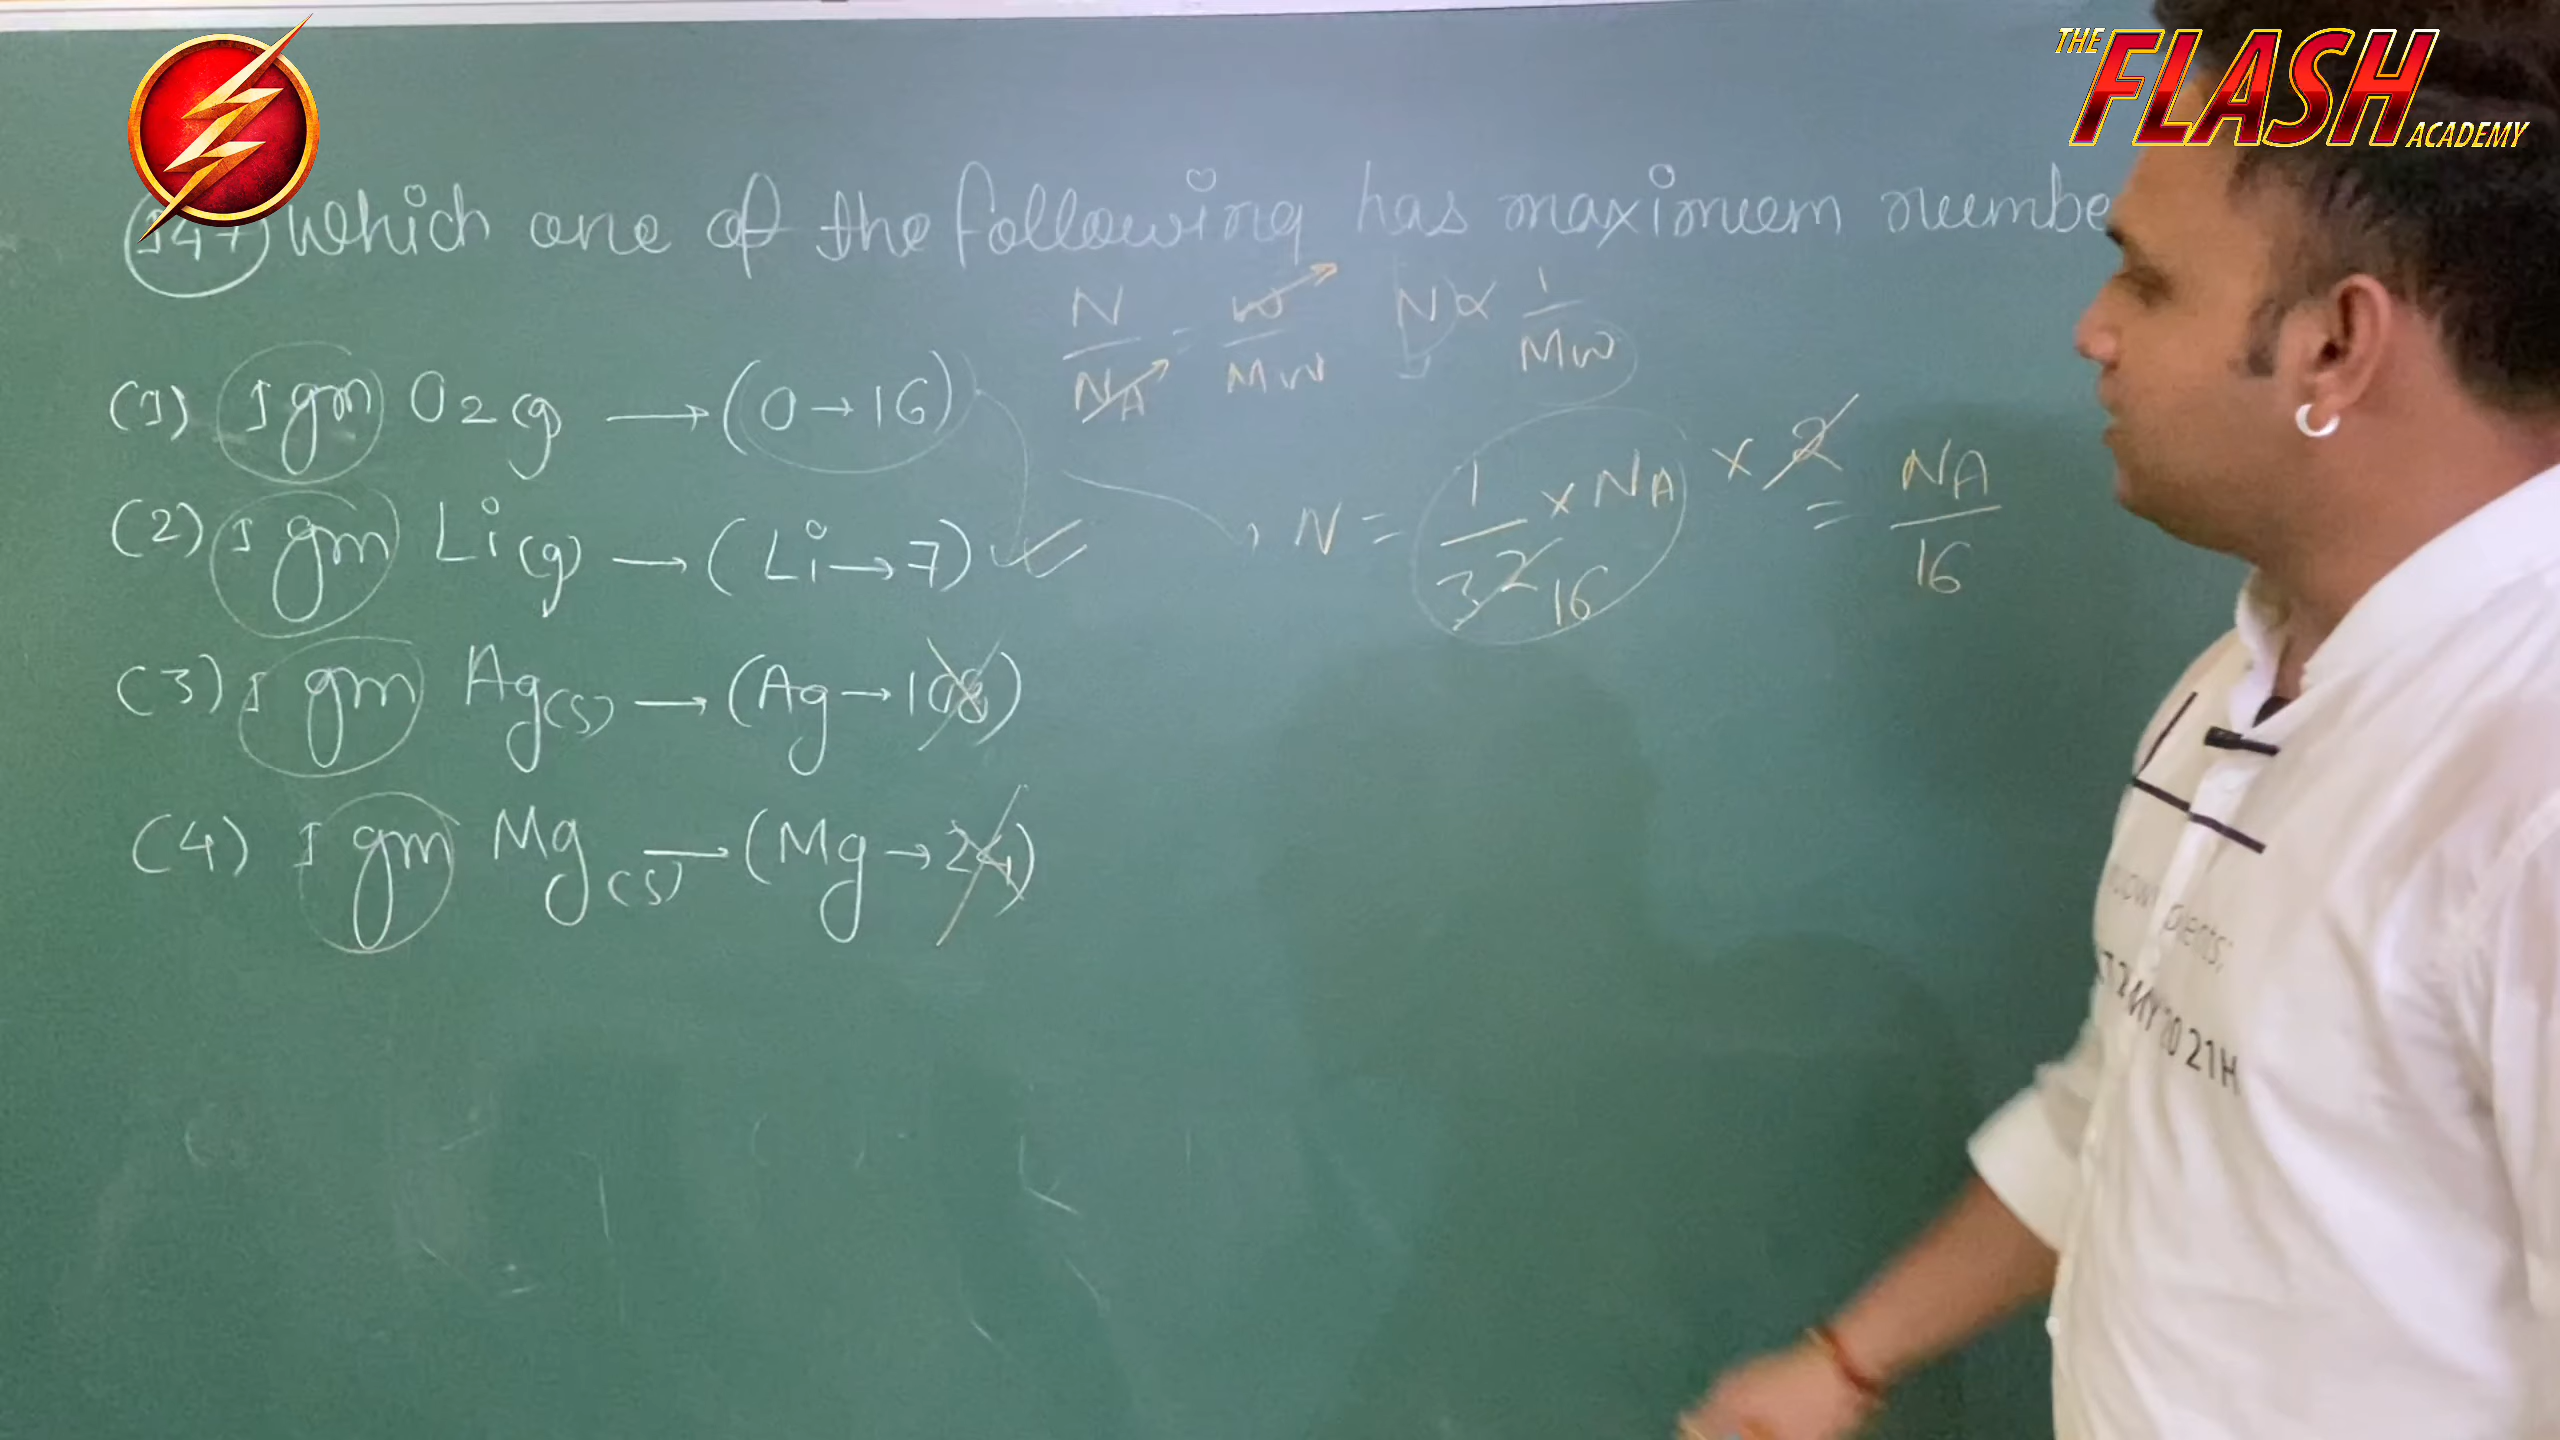 THE FLASH ACADEMY
147 Which one of the following has maximum numbe
(1) 1 gm O2(g) → (O → 16)
(2) 1 gm Li(g) → (Li → 7) ✓
(3) 1 gm Ag(s) → (Ag → 108)
(4) 1 gm Mg(s) → (Mg → 24)
N/NA = w/Mw N ∝ 1/Mw
N = 1/32 16 × NA × 2 = NA/16
21H